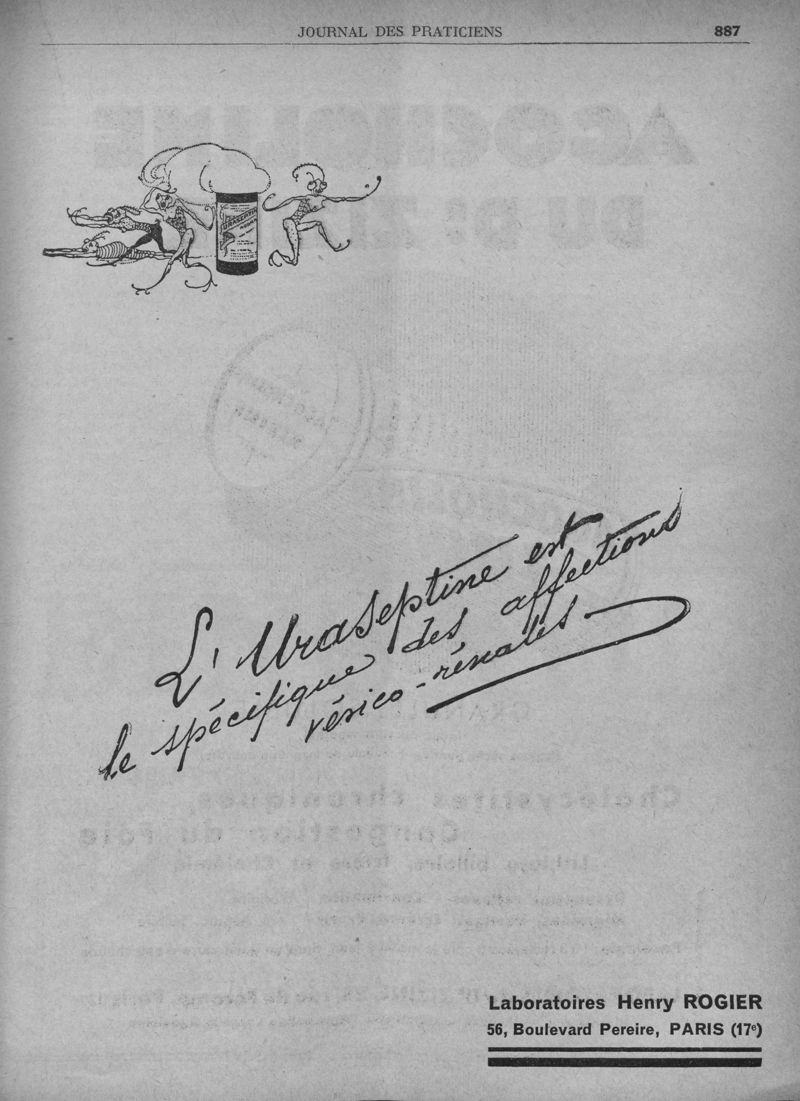 JOURNAL DES PRATICIENS
887
URASEPTINE
L'Uraseptine est
le spécifique des affections
vésico-rénales
Laboratoires Henry ROGIER
56, Boulevard Pereire, PARIS (17e)